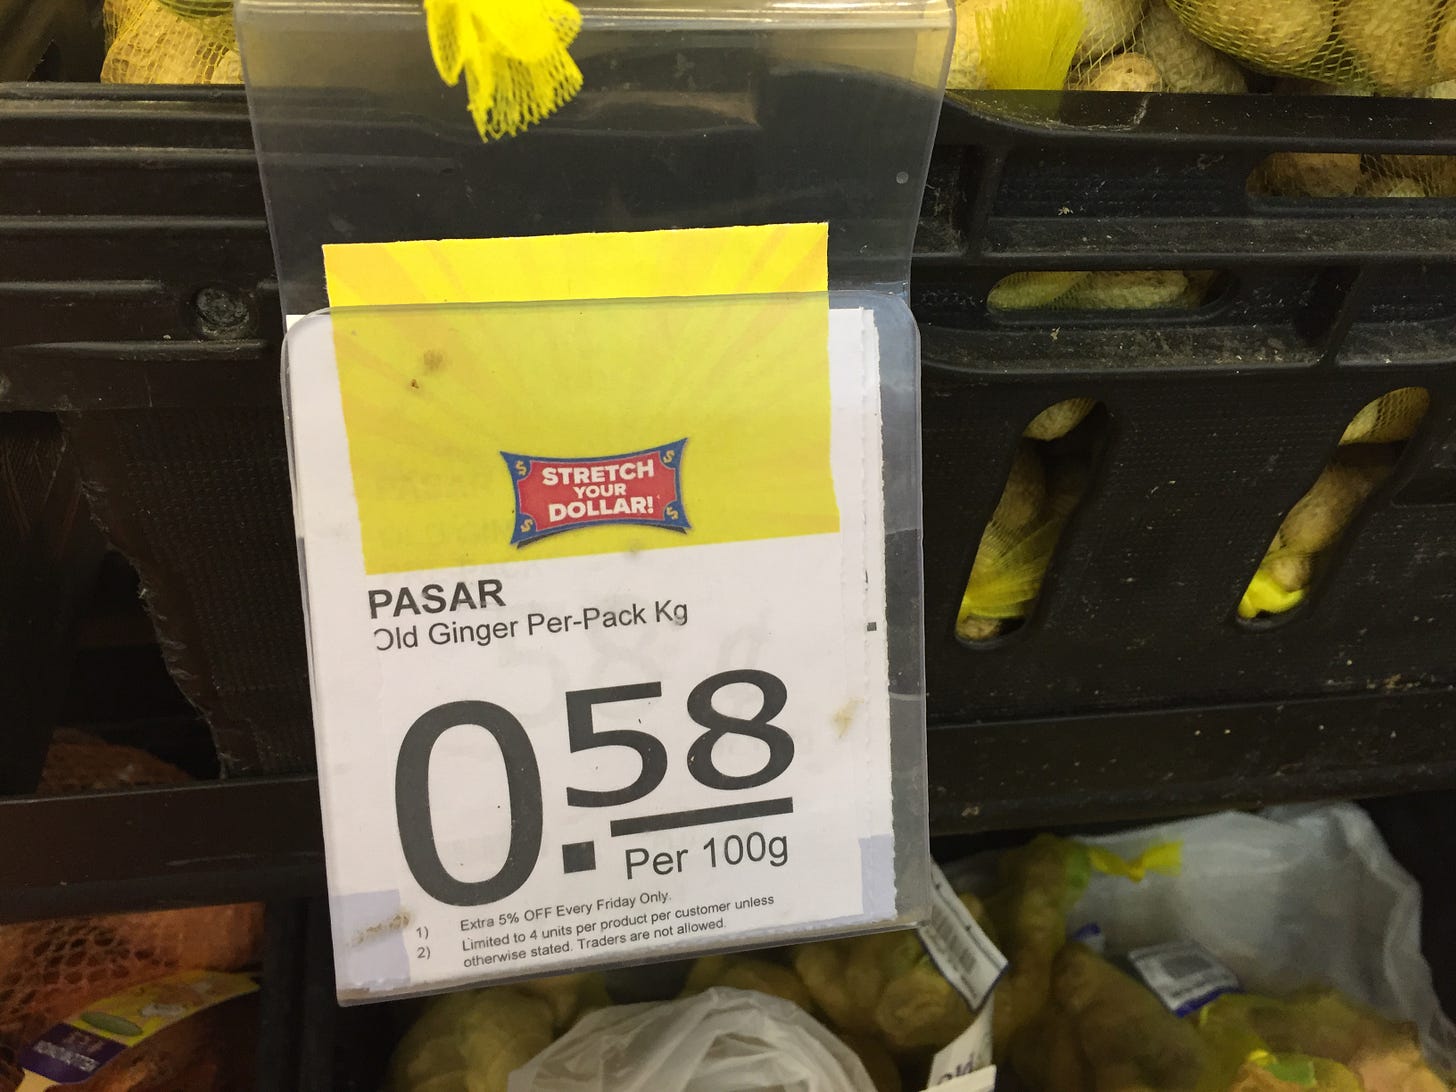 STRETCH
YOUR
DOLLAR!
PASAR
Old Ginger Per-Pack Kg
0.58
Per 100g
1) Extra 5% OFF Every Friday Only.
2) Limited to 4 units per product per customer unless
otherwise stated. Traders are not allowed.